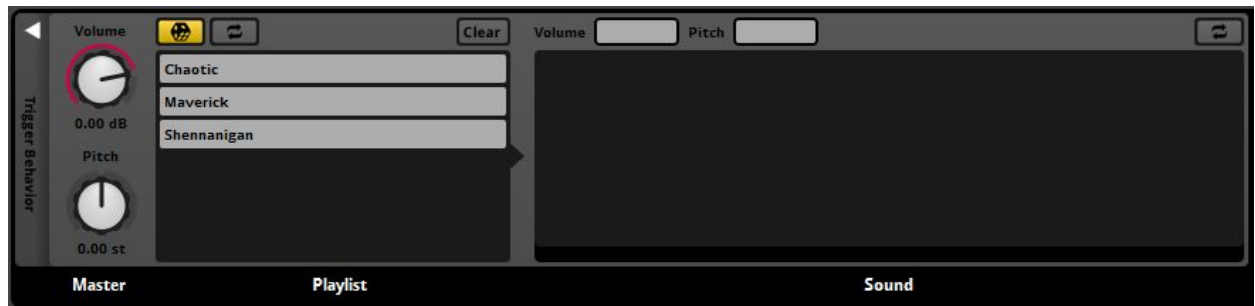 Trigger Behavior
Volume
0.00 dB
Pitch
0.00 st
Master
Clear
Chaotic
Maverick
Shennanigan
Playlist
Volume
Pitch
Sound